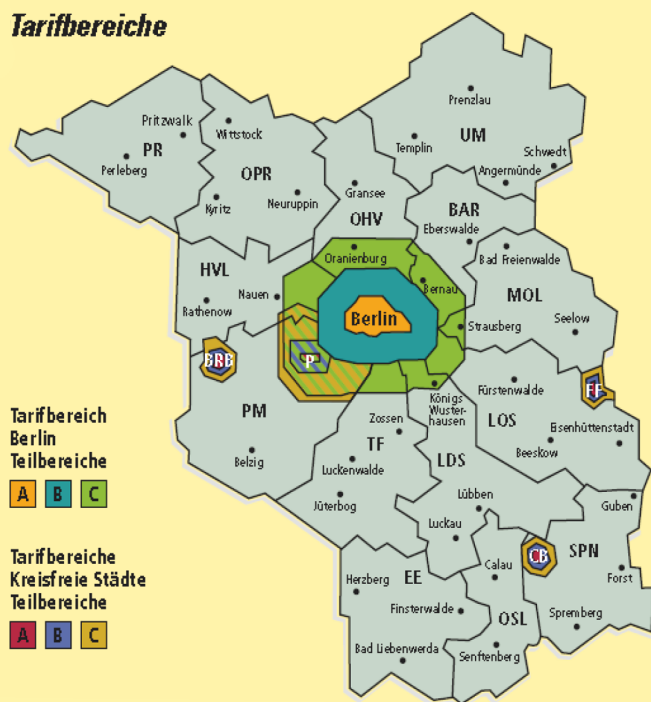 Tarifbereiche
Prenzlau
Pritzwalk
Wittstock
UM
PR
Templin
Schwedt
Perleberg
OPR
Angermünde
Gransee
Kyritz
Neuruppin
BAR
OHV
Eberswalde
Oranienburg
Bad Freienwalde
HVL
Bernau
Nauen
MOL
Rathenow
Berlin
Seelow
Strausberg
BRB
P
Fürstenwalde
FF
Königs
Wuster-
hausen
PM
LOS
Tarifbereich
Berlin
Teilbereiche
Zossen
Eisenhüttenstadt
TF
Beeskow
Belzig
LDS
Luckenwalde
A B C
Jüterbog
Lübben
Guben
Luckau
Tarifbereiche
Kreisfreie Städte
Teilbereiche
CB
SPN
Calau
EE
Herzberg
Forst
Finsterwalde
OSL
Spremberg
A B C
Bad Liebenwerda
Senftenberg